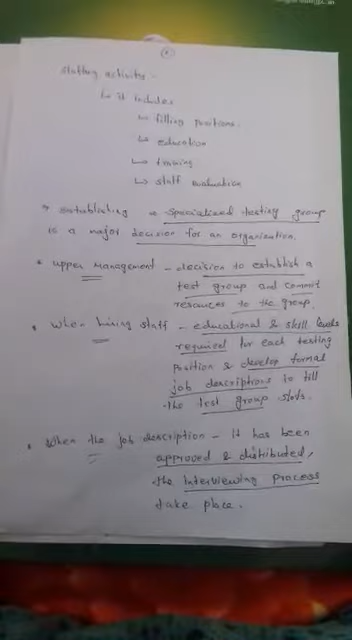 Staffing activity:-
↳ it includes
↳ filling positions.
↳ education
↳ training
↳ staff evaluation
* Establishing a Specialized testing group
is a major decision for an organization.
* upper management - decision to establish a
test group and commit
resources to the group.
* When hiring staff - educational & skill levels
required for each testing
position & develop formal
job descriptions to fill
the test group slots.
* When the job description - it has been
approved & distributed,
the Interviewing process
take place.